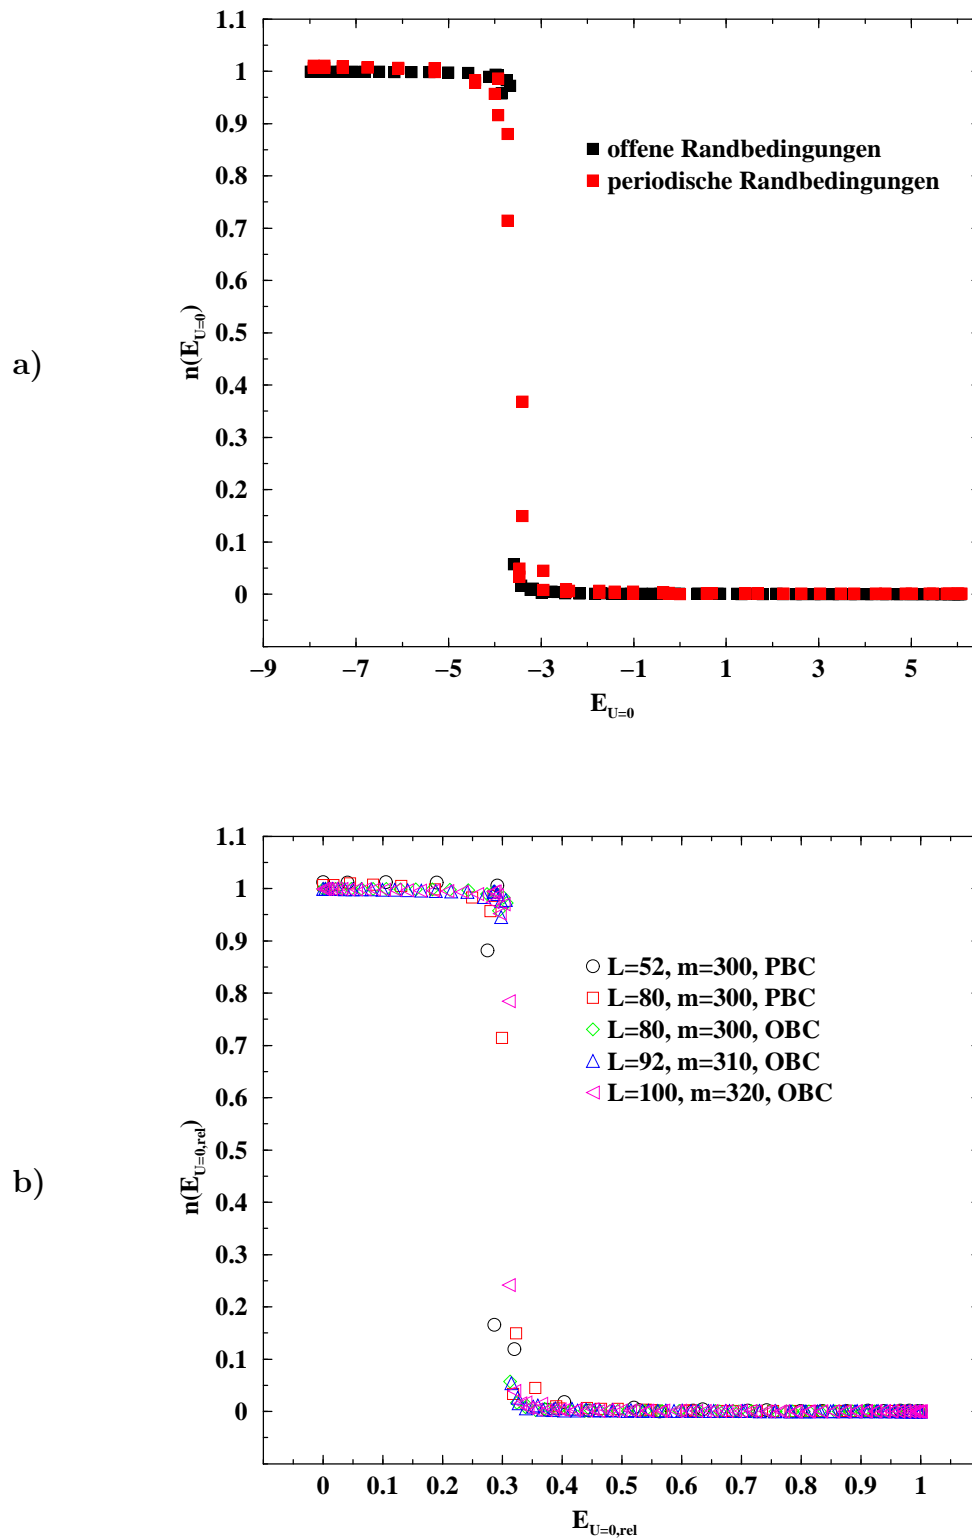 a)
1.1
1
0.9
0.8
0.7
0.6
0.5
0.4
0.3
0.2
0.1
0
n(E_{U=0})
offene Randbedingungen
periodische Randbedingungen
−9 −7 −5 −3 −1 1 3 5
E_{U=0}
b)
1.1
1
0.9
0.8
0.7
0.6
0.5
0.4
0.3
0.2
0.1
0
n(E_{U=0,rel})
L=52, m=300, PBC
L=80, m=300, PBC
L=80, m=300, OBC
L=92, m=310, OBC
L=100, m=320, OBC
0 0.1 0.2 0.3 0.4 0.5 0.6 0.7 0.8 0.9 1
E_{U=0,rel}